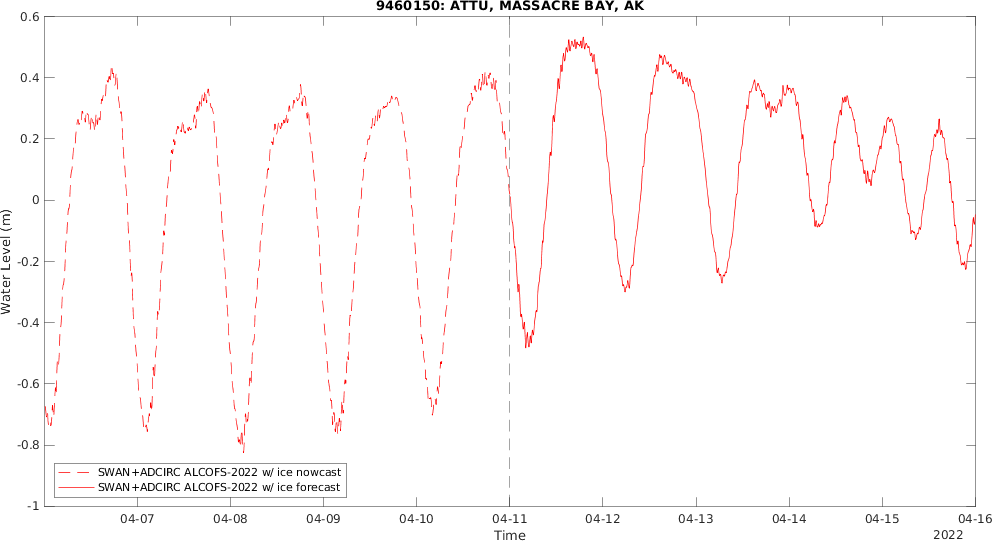 9460150: ATTU, MASSACRE BAY, AK
0.6
0.4
0.2
0
-0.2
-0.4
-0.6
-0.8
-1
Water Level (m)
SWAN+ADCIRC ALCOFS-2022 w/ ice nowcast
SWAN+ADCIRC ALCOFS-2022 w/ ice forecast
04-07 04-08 04-09 04-10 04-11 04-12 04-13 04-14 04-15 04-16
Time
2022